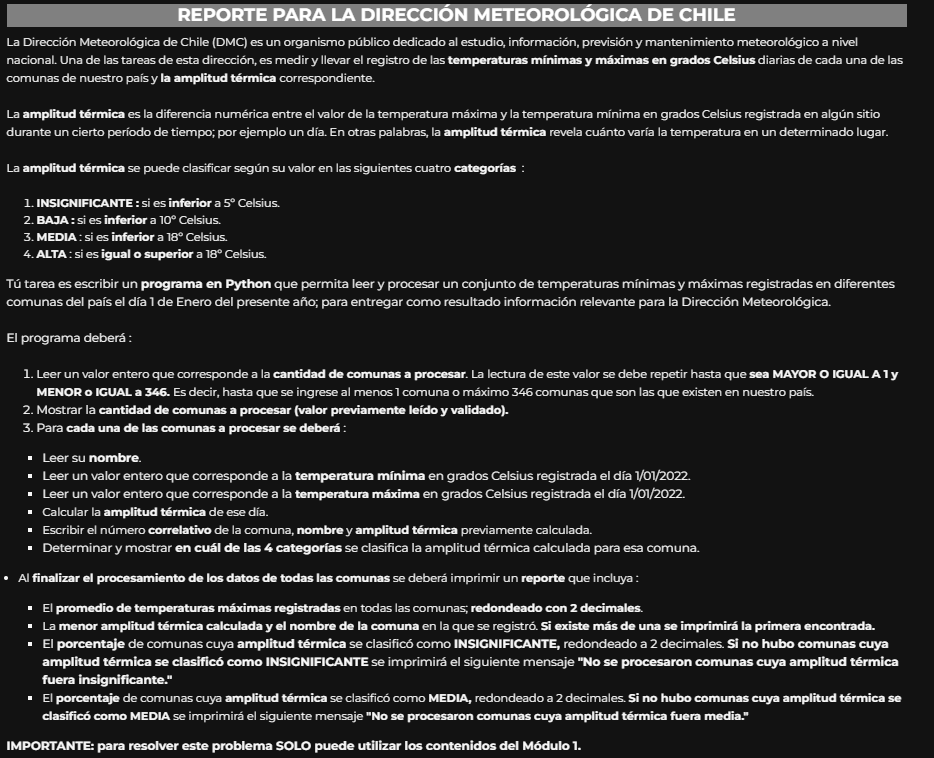 REPORTE PARA LA DIRECCIÓN METEOROLÓGICA DE CHILE
La Dirección Meteorológica de Chile (DMC) es un organismo público dedicado al estudio, información, previsión y mantenimiento meteorológico a nivel
nacional. Una de las tareas de esta dirección, es medir y llevar el registro de las temperaturas mínimas y máximas en grados Celsius diarias de cada una de las
comunas de nuestro país y la amplitud térmica correspondiente.
La amplitud térmica es la diferencia numérica entre el valor de la temperatura máxima y la temperatura mínima en grados Celsius registrada en algún sitio
durante un cierto período de tiempo; por ejemplo un día. En otras palabras, la amplitud térmica revela cuánto varía la temperatura en un determinado lugar.
La amplitud térmica se puede clasificar según su valor en las siguientes cuatro categorías :
1. INSIGNIFICANTE : si es inferior a 5° Celsius.
2. BAJA : si es inferior a 10° Celsius.
3. MEDIA : si es inferior a 18° Celsius.
4. ALTA : si es igual o superior a 18° Celsius.
Tú tarea es escribir un programa en Python que permita leer y procesar un conjunto de temperaturas mínimas y máximas registradas en diferentes
comunas del país el día 1 de Enero del presente año; para entregar como resultado información relevante para la Dirección Meteorológica.
El programa deberá :
1. Leer un valor entero que corresponde a la cantidad de comunas a procesar. La lectura de este valor se debe repetir hasta que sea MAYOR O IGUAL A 1 y
MENOR o IGUAL a 346. Es decir, hasta que se ingrese al menos 1 comuna o máximo 346 comunas que son las que existen en nuestro país.
2. Mostrar la cantidad de comunas a procesar (valor previamente leído y validado).
3. Para cada una de las comunas a procesar se deberá :
▪ Leer su nombre.
▪ Leer un valor entero que corresponde a la temperatura mínima en grados Celsius registrada el día 1/01/2022.
▪ Leer un valor entero que corresponde a la temperatura máxima en grados Celsius registrada el día 1/01/2022.
▪ Calcular la amplitud térmica de ese día.
▪ Escribir el número correlativo de la comuna, nombre y amplitud térmica previamente calculada.
▪ Determinar y mostrar en cuál de las 4 categorías se clasifica la amplitud térmica calculada para esa comuna.
• Al finalizar el procesamiento de los datos de todas las comunas se deberá imprimir un reporte que incluya :
▪ El promedio de temperaturas máximas registradas en todas las comunas; redondeado con 2 decimales.
▪ La menor amplitud térmica calculada y el nombre de la comuna en la que se registró. Si existe más de una se imprimirá la primera encontrada.
▪ El porcentaje de comunas cuya amplitud térmica se clasificó como INSIGNIFICANTE, redondeado a 2 decimales. Si no hubo comunas cuya
amplitud térmica se clasificó como INSIGNIFICANTE se imprimirá el siguiente mensaje "No se procesaron comunas cuya amplitud térmica
fuera insignificante."
▪ El porcentaje de comunas cuya amplitud térmica se clasificó como MEDIA, redondeado a 2 decimales. Si no hubo comunas cuya amplitud térmica se
clasificó como MEDIA se imprimirá el siguiente mensaje "No se procesaron comunas cuya amplitud térmica fuera media."
IMPORTANTE: para resolver este problema SOLO puede utilizar los contenidos del Módulo 1.